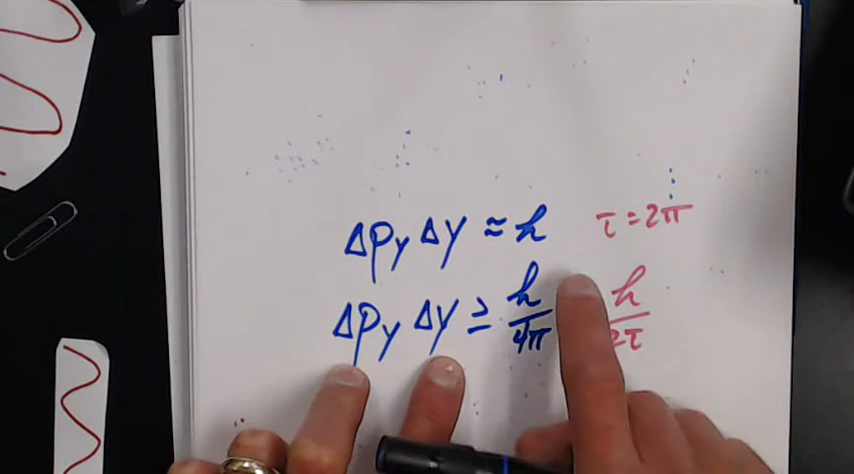 Δpy Δy ≈ h τ = 2π
Δpy Δy ≥ h/4π h/2τ